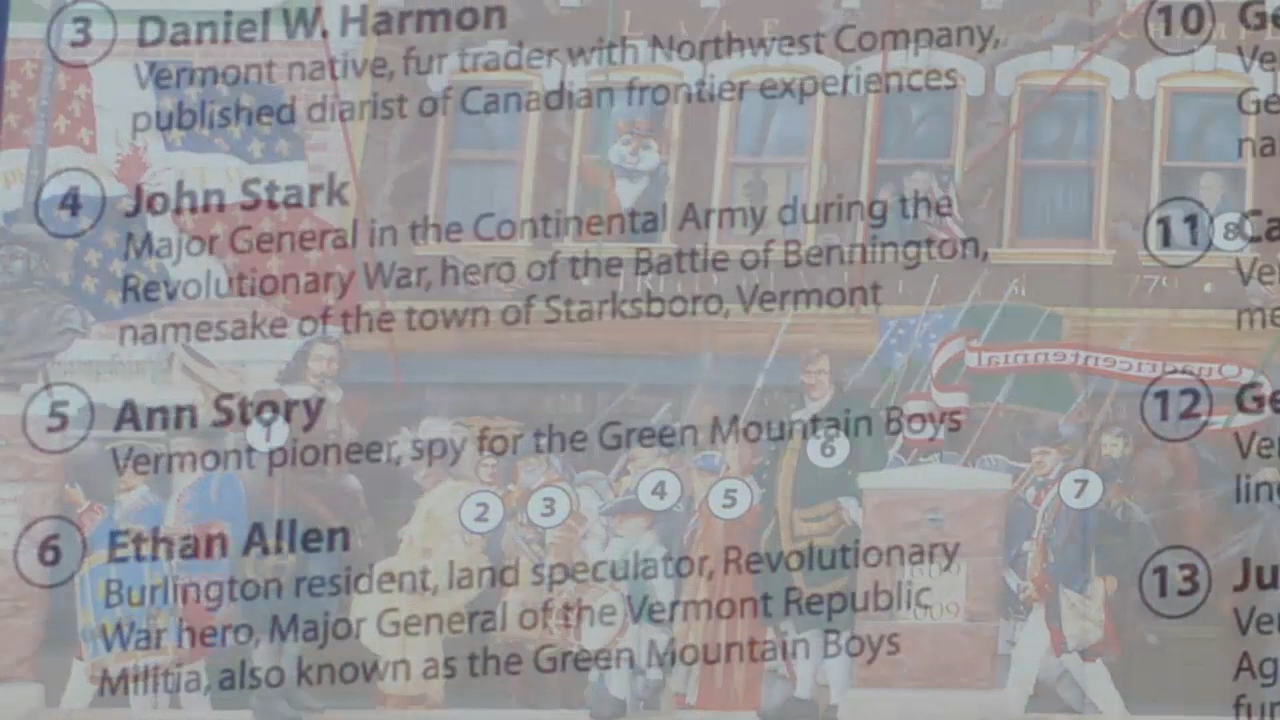 3 Daniel W. Harmon
Vermont native, fur trader with Northwest Company,
published diarist of Canadian frontier experiences
4 John Stark
Major General in the Continental Army during the
Revolutionary War, hero of the Battle of Bennington,
namesake of the town of Starksboro, Vermont
5 Ann Story
Vermont pioneer, spy for the Green Mountain Boys
6 Ethan Allen
Burlington resident, land speculator, Revolutionary
War hero, Major General of the Vermont Republic
Militia, also known as the Green Mountain Boys
10
11
12
13
Quadricentennial
1
2
3
4
5
6
7
8
1609